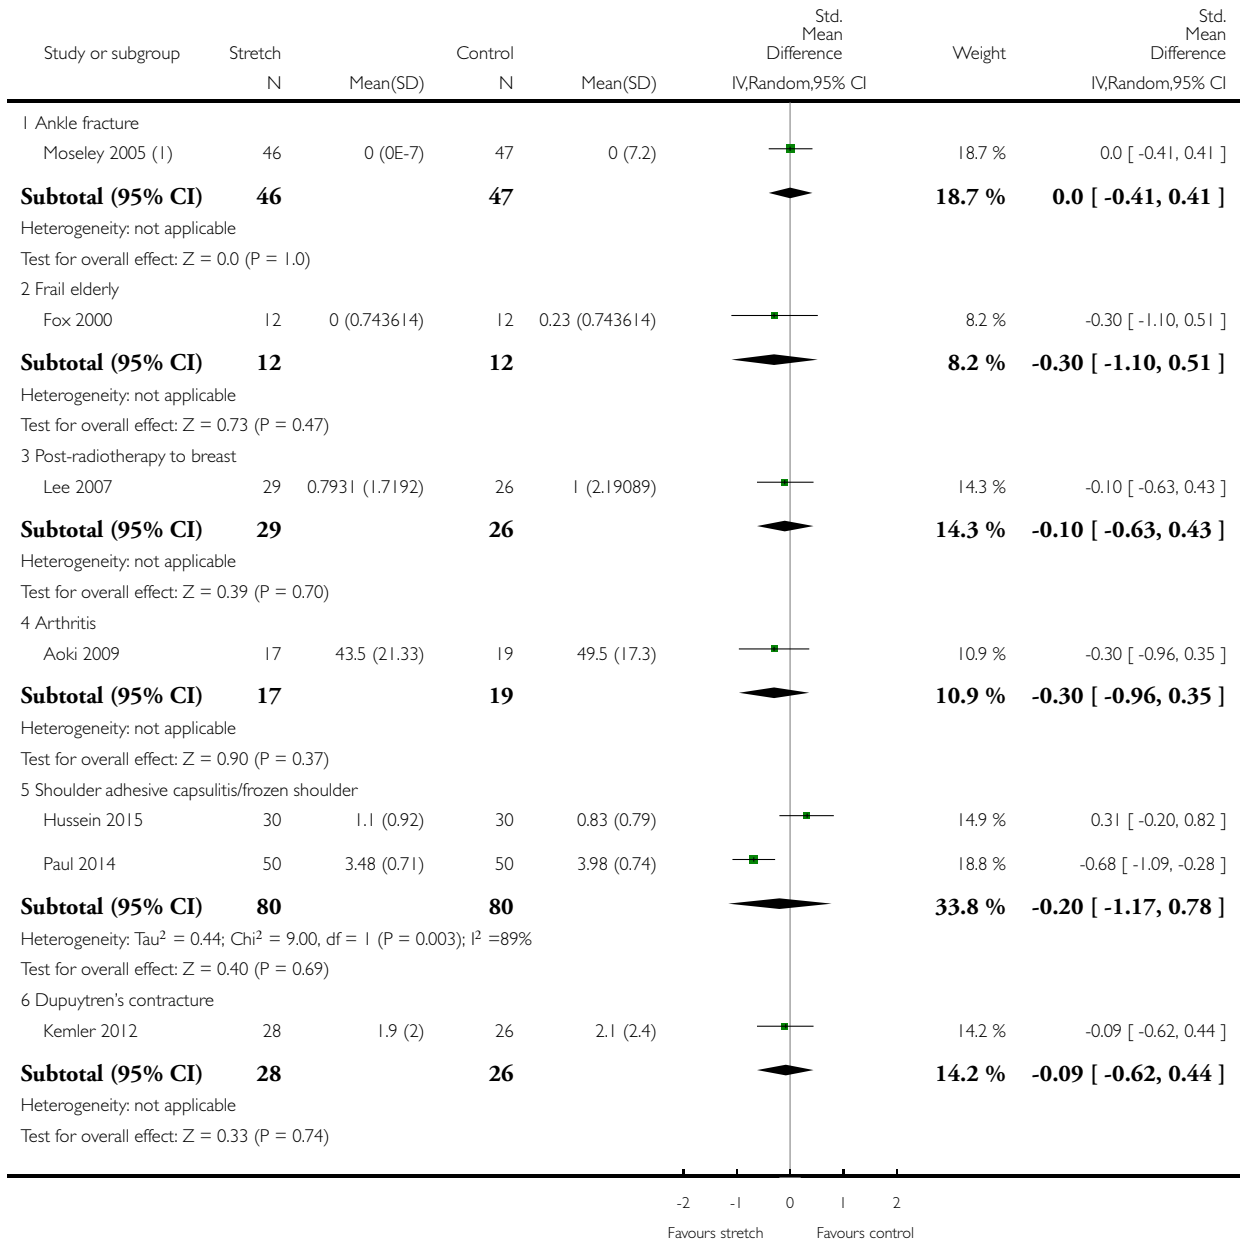 Std. Mean Difference
Std. Mean Difference
Study or subgroup Stretch Control Weight
N Mean(SD) N Mean(SD) IV,Random,95% CI IV,Random,95% CI
1 Ankle fracture
Moseley 2005 (1) 46 0 (0E-7) 47 0 (7.2) 18.7 % 0.0 [ -0.41, 0.41 ]
Subtotal (95% CI) 46 47 18.7 % 0.0 [ -0.41, 0.41 ]
Heterogeneity: not applicable
Test for overall effect: Z = 0.0 (P = 1.0)
2 Frail elderly
Fox 2000 12 0 (0.743614) 12 0.23 (0.743614) 8.2 % -0.30 [ -1.10, 0.51 ]
Subtotal (95% CI) 12 12 8.2 % -0.30 [ -1.10, 0.51 ]
Heterogeneity: not applicable
Test for overall effect: Z = 0.73 (P = 0.47)
3 Post-radiotherapy to breast
Lee 2007 29 0.7931 (1.7192) 26 1 (2.19089) 14.3 % -0.10 [ -0.63, 0.43 ]
Subtotal (95% CI) 29 26 14.3 % -0.10 [ -0.63, 0.43 ]
Heterogeneity: not applicable
Test for overall effect: Z = 0.39 (P = 0.70)
4 Arthritis
Aoki 2009 17 43.5 (21.33) 19 49.5 (17.3) 10.9 % -0.30 [ -0.96, 0.35 ]
Subtotal (95% CI) 17 19 10.9 % -0.30 [ -0.96, 0.35 ]
Heterogeneity: not applicable
Test for overall effect: Z = 0.90 (P = 0.37)
5 Shoulder adhesive capsulitis/frozen shoulder
Hussein 2015 30 1.1 (0.92) 30 0.83 (0.79) 14.9 % 0.31 [ -0.20, 0.82 ]
Paul 2014 50 3.48 (0.71) 50 3.98 (0.74) 18.8 % -0.68 [ -1.09, -0.28 ]
Subtotal (95% CI) 80 80 33.8 % -0.20 [ -1.17, 0.78 ]
Heterogeneity: Tau² = 0.44; Chi² = 9.00, df = 1 (P = 0.003); I² =89%
Test for overall effect: Z = 0.40 (P = 0.69)
6 Dupuytren's contracture
Kemler 2012 28 1.9 (2) 26 2.1 (2.4) 14.2 % -0.09 [ -0.62, 0.44 ]
Subtotal (95% CI) 28 26 14.2 % -0.09 [ -0.62, 0.44 ]
Heterogeneity: not applicable
Test for overall effect: Z = 0.33 (P = 0.74)
-2 -1 0 1 2
Favours stretch Favours control